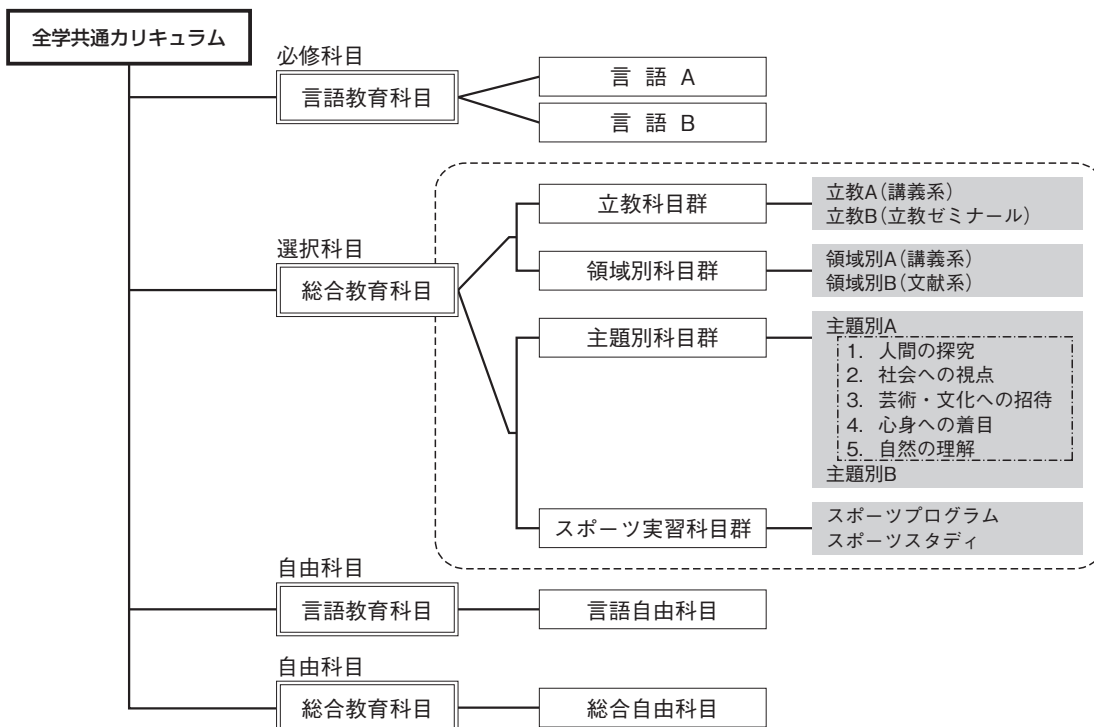 全学共通カリキュラム
必修科目
言語教育科目
言 語 A
言 語 B
選択科目
総合教育科目
立教科目群
立教A（講義系）
立教B（立教ゼミナール）
領域別科目群
領域別A（講義系）
領域別B（文献系）
主題別科目群
主題別A
1. 人間の探究
2. 社会への視点
3. 芸術・文化への招待
4. 心身への着目
5. 自然の理解
主題別B
スポーツ実習科目群
スポーツプログラム
スポーツスタディ
自由科目
言語教育科目
言語自由科目
自由科目
総合教育科目
総合自由科目